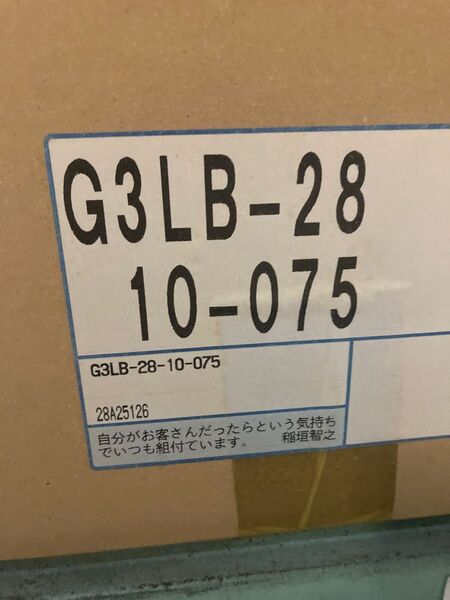 G3LB-28
10-075
G3LB-28-10-075
28A25126
自分がお客さんだったらという気持ち
でいつも組付ています。 稲垣智之